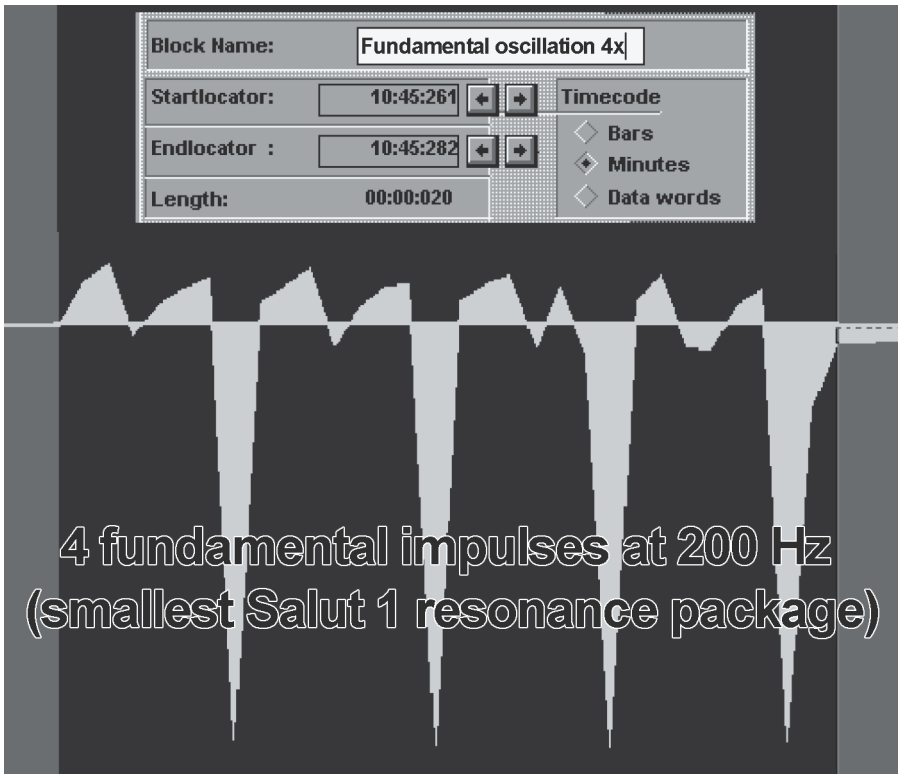 Block Name: Fundamental oscillation 4x
Startlocator: 10:45:261 Timecode
Bars
Endlocator : 10:45:282
Minutes
Length: 00:00:020 Data words
4 fundamental impulses at 200 Hz
(smallest Salut 1 resonance package)